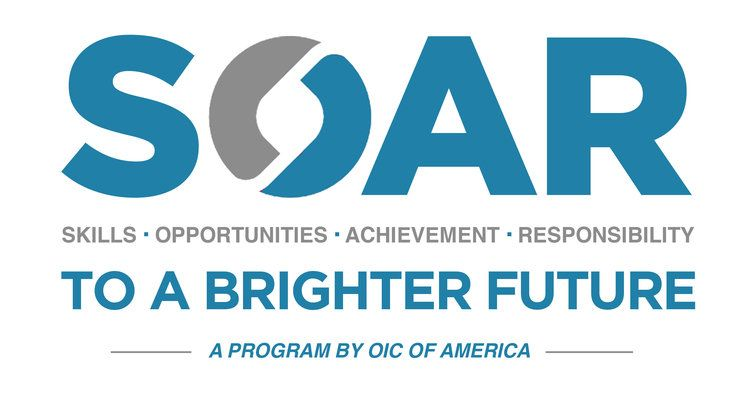 SOAR
SKILLS · OPPORTUNITIES · ACHIEVEMENT · RESPONSIBILITY
TO A BRIGHTER FUTURE
A PROGRAM BY OIC OF AMERICA